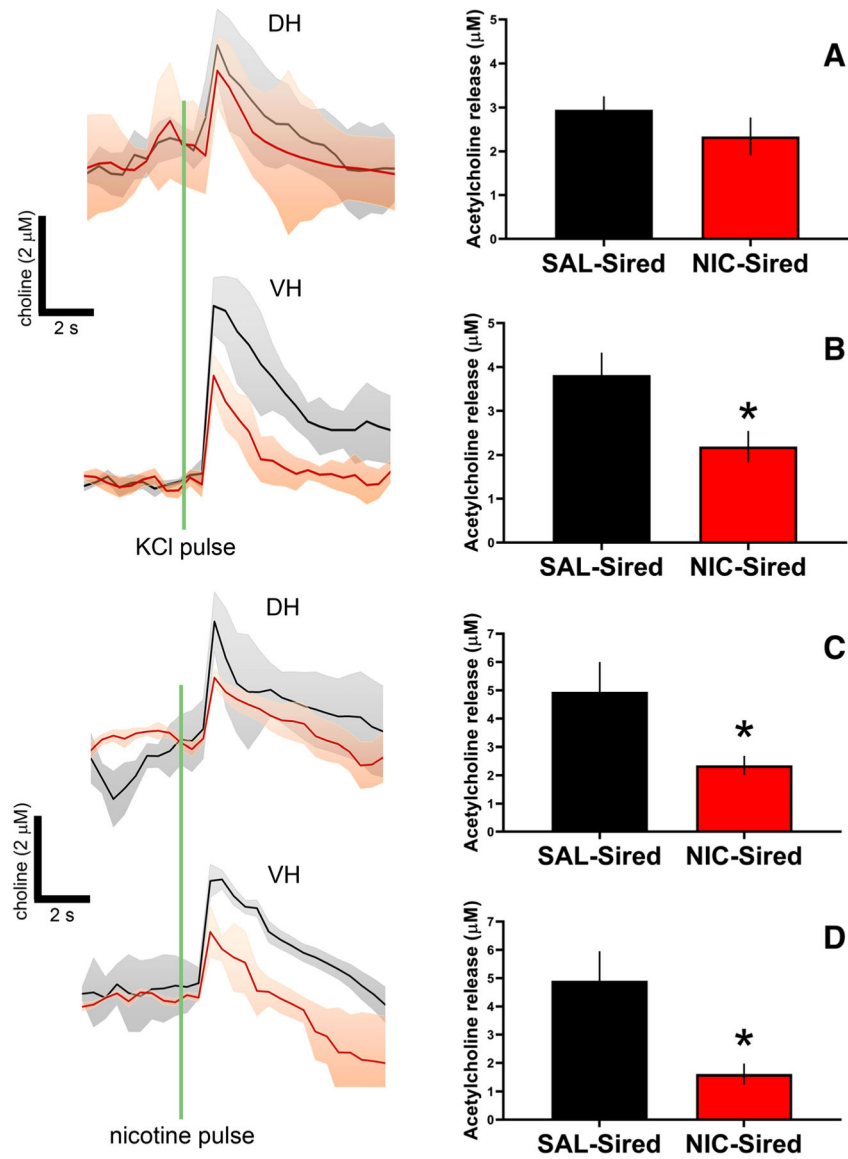 DH
choline (2 μM)
2 s
VH
KCl pulse
DH
choline (2 μM)
2 s
VH
nicotine pulse
A
Acetylcholine release (μM)
5
4
3
2
1
0
SAL-Sired NIC-Sired
B
Acetylcholine release (μM)
5
4
3
2
1
0
*
SAL-Sired NIC-Sired
C
Acetylcholine release (μM)
7
6
5
4
3
2
1
0
*
SAL-Sired NIC-Sired
D
Acetylcholine release (μM)
7
6
5
4
3
2
1
0
*
SAL-Sired NIC-Sired